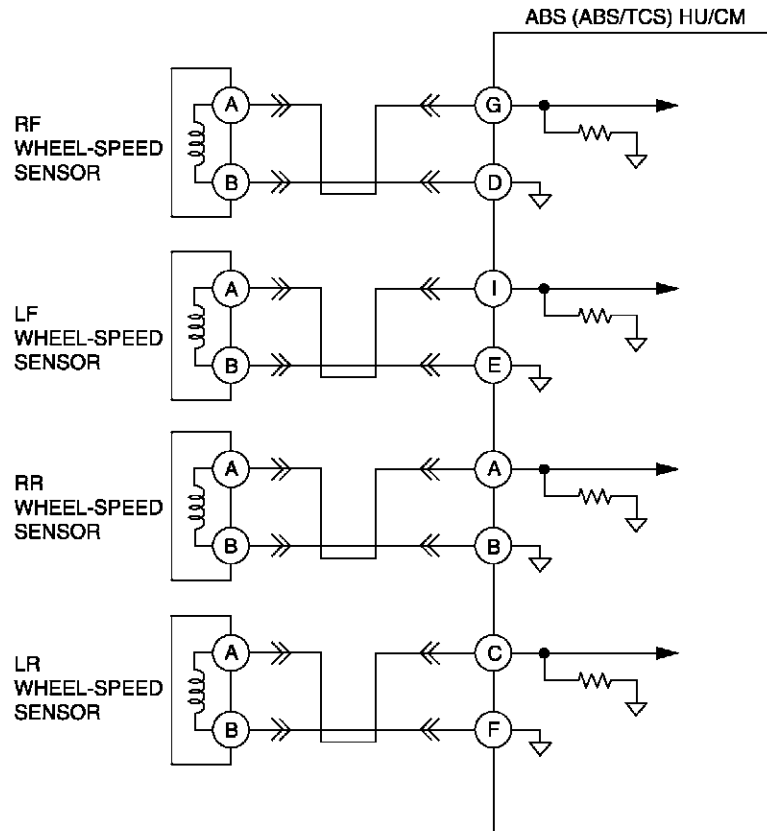 ABS (ABS/TCS) HU/CM
RF
WHEEL-SPEED
SENSOR
A
B
G
D
LF
WHEEL-SPEED
SENSOR
A
B
I
E
RR
WHEEL-SPEED
SENSOR
A
B
A
B
LR
WHEEL-SPEED
SENSOR
A
B
C
F